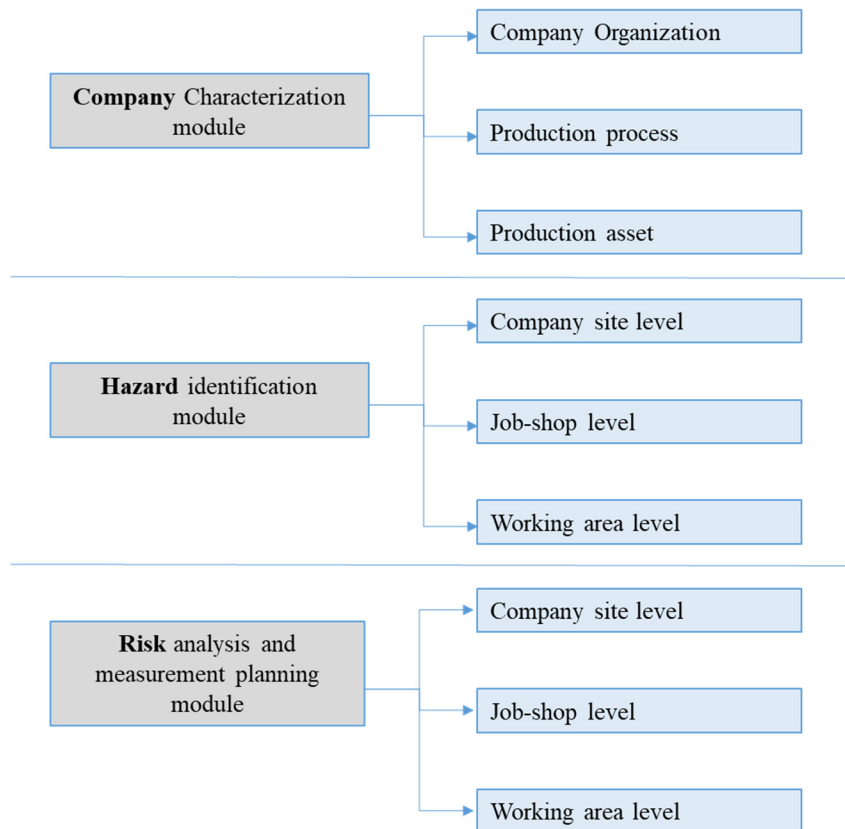 Company Organization
Company Characterization
module
Production process
Production asset
Company site level
Hazard identification
module
Job-shop level
Working area level
Company site level
Risk analysis and
measurement planning
module
Job-shop level
Working area level